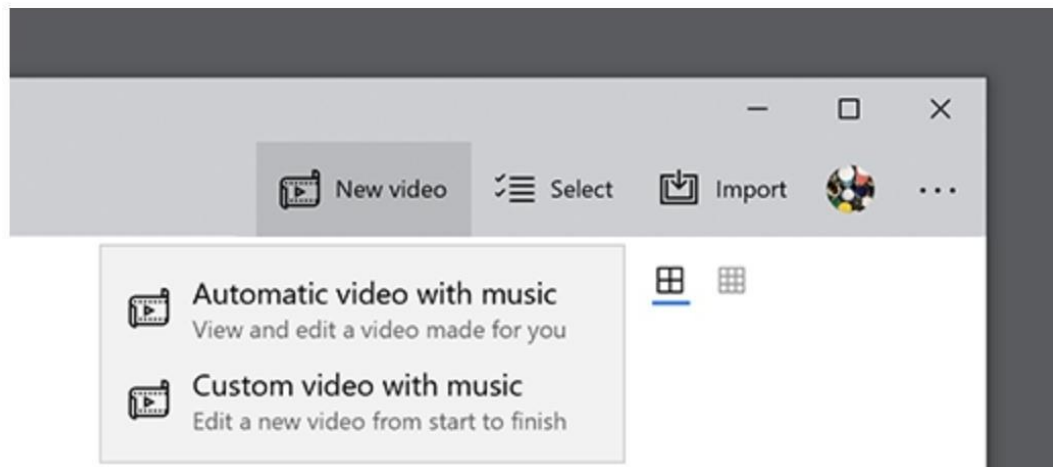 New video
Select
Import
Automatic video with music
View and edit a video made for you
Custom video with music
Edit a new video from start to finish